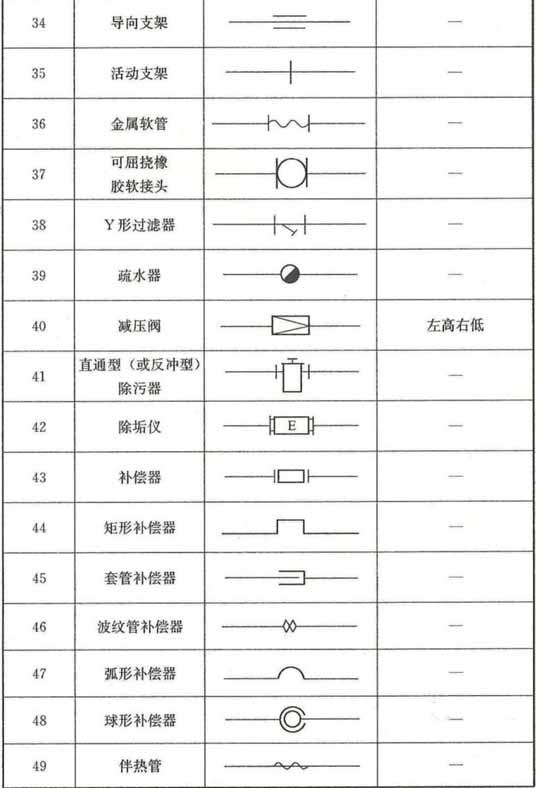 34 导向支架 —
35 活动支架 —
36 金属软管 —
37 可屈挠橡
胶软接头 —
38 Y形过滤器 —
39 疏水器 —
40 减压阀 左高右低
41 直通型（或反冲型）
除污器 —
42 除垢仪 E —
43 补偿器 —
44 矩形补偿器 —
45 套管补偿器 —
46 波纹管补偿器 —
47 弧形补偿器 —
48 球形补偿器 —
49 伴热管 —